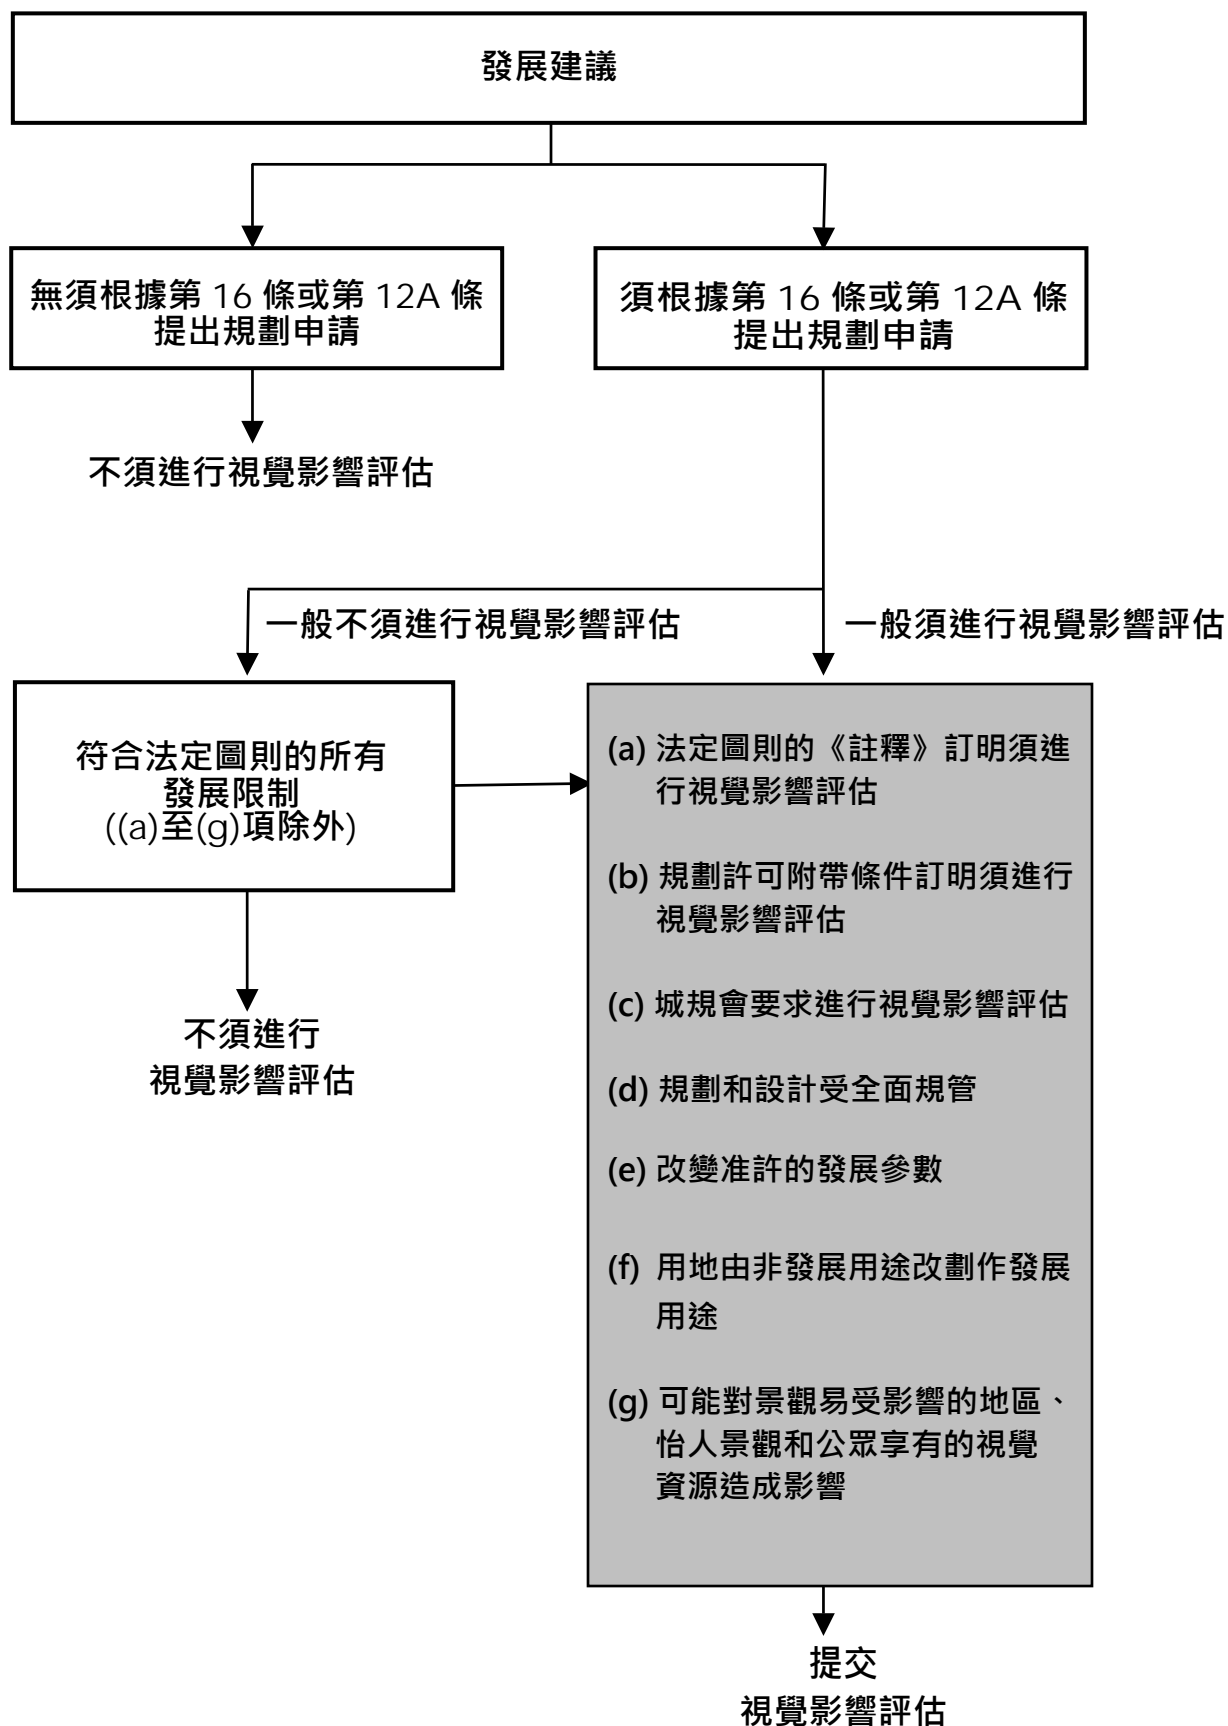 發展建議
無須根據第 16 條或第 12A 條
提出規劃申請
須根據第 16 條或第 12A 條
提出規劃申請
不須進行視覺影響評估
一般不須進行視覺影響評估
一般須進行視覺影響評估
符合法定圖則的所有
發展限制
((a)至(g)項除外)
不須進行
視覺影響評估
(a) 法定圖則的《註釋》訂明須進
行視覺影響評估
(b) 規劃許可附帶條件訂明須進行
視覺影響評估
(c) 城規會要求進行視覺影響評估
(d) 規劃和設計受全面規管
(e) 改變准許的發展參數
(f) 用地由非發展用途改劃作發展
用途
(g) 可能對景觀易受影響的地區、
怡人景觀和公眾享有的視覺
資源造成影響
提交
視覺影響評估